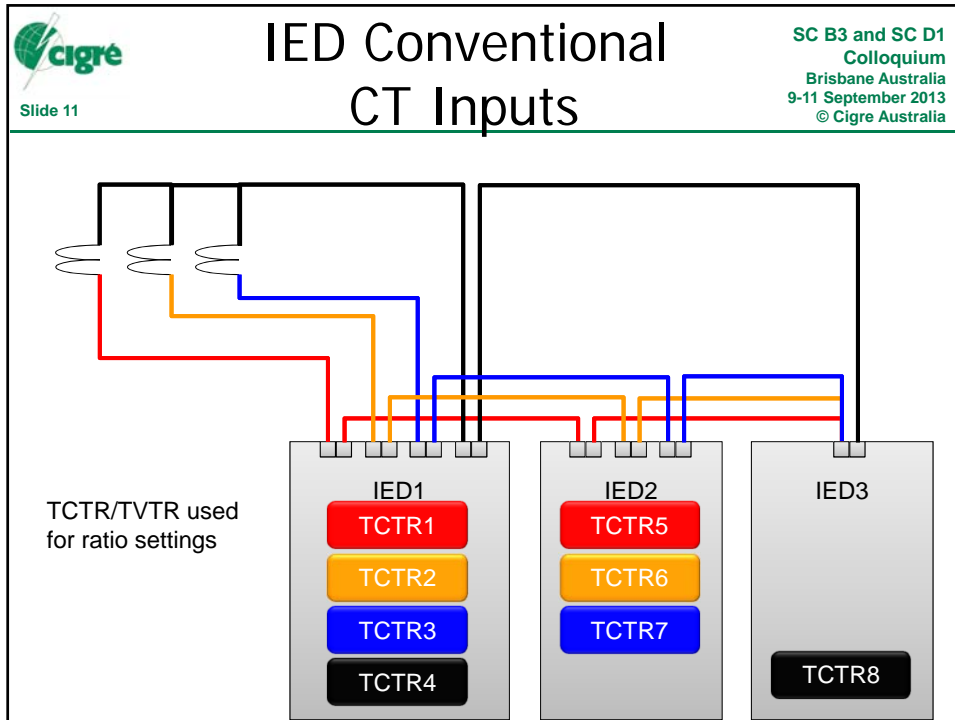 cigré
Slide 11
IED Conventional
CT Inputs
SC B3 and SC D1
Colloquium
Brisbane Australia
9-11 September 2013
© Cigre Australia
TCTR/TVTR used
for ratio settings
IED1
TCTR1
TCTR2
TCTR3
TCTR4
IED2
TCTR5
TCTR6
TCTR7
IED3
TCTR8